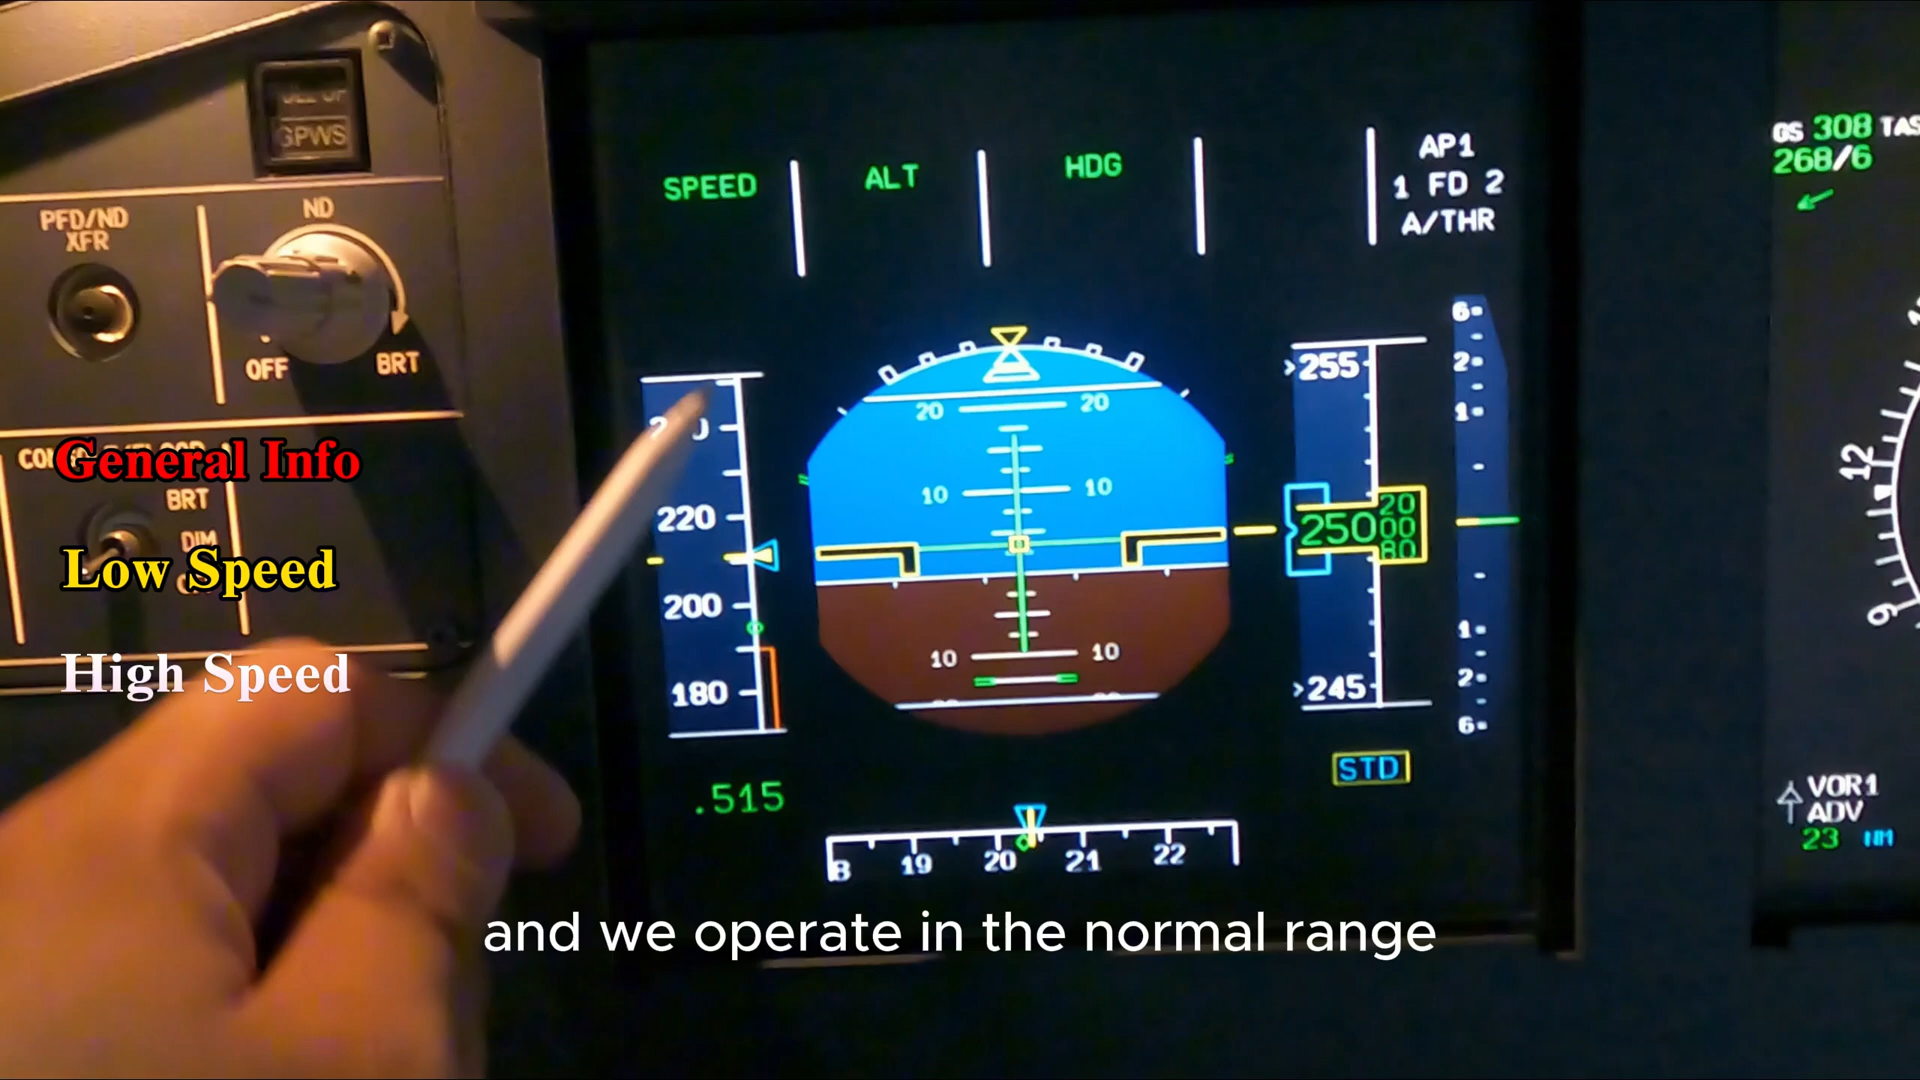 GPWS
PFD/ND
XFR
ND
OFF
BRT
General Info
BRT
DIM
Low Speed
High Speed
SPEED
ALT
HDG
AP1
1 FD 2
A/THR
220
200
180
.515
20 20
10 10
10 10
255
250
20
00
80
245
STD
6
2
1
1
2
6
19 20 21 22
GS 308 TAS
268/6
12
9
VOR1
ADV
23 NM
and we operate in the normal range